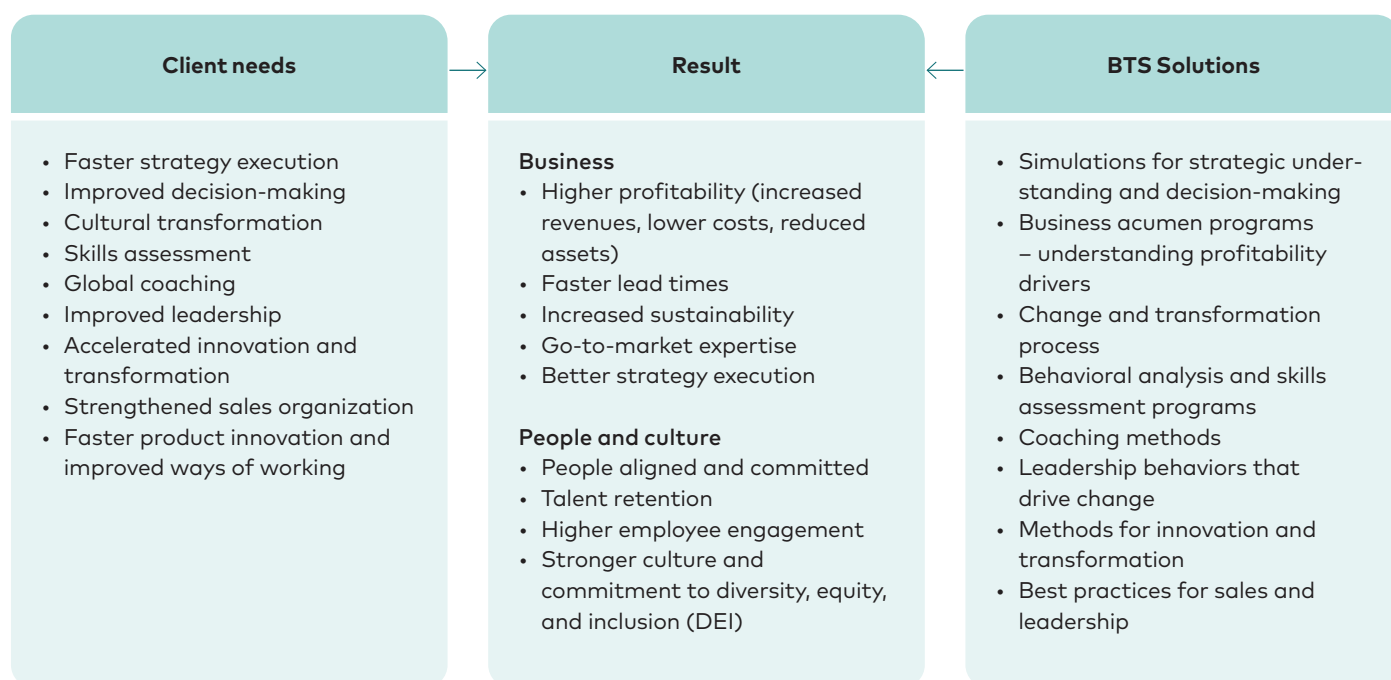 Client needs
• Faster strategy execution
• Improved decision-making
• Cultural transformation
• Skills assessment
• Global coaching
• Improved leadership
• Accelerated innovation and
transformation
• Strengthened sales organization
• Faster product innovation and
improved ways of working
Result
Business
• Higher profitability (increased
revenues, lower costs, reduced
assets)
• Faster lead times
• Increased sustainability
• Go-to-market expertise
• Better strategy execution
People and culture
• People aligned and committed
• Talent retention
• Higher employee engagement
• Stronger culture and
commitment to diversity, equity,
and inclusion (DEI)
BTS Solutions
• Simulations for strategic under-
standing and decision-making
• Business acumen programs
– understanding profitability
drivers
• Change and transformation
process
• Behavioral analysis and skills
assessment programs
• Coaching methods
• Leadership behaviors that
drive change
• Methods for innovation and
transformation
• Best practices for sales and
leadership